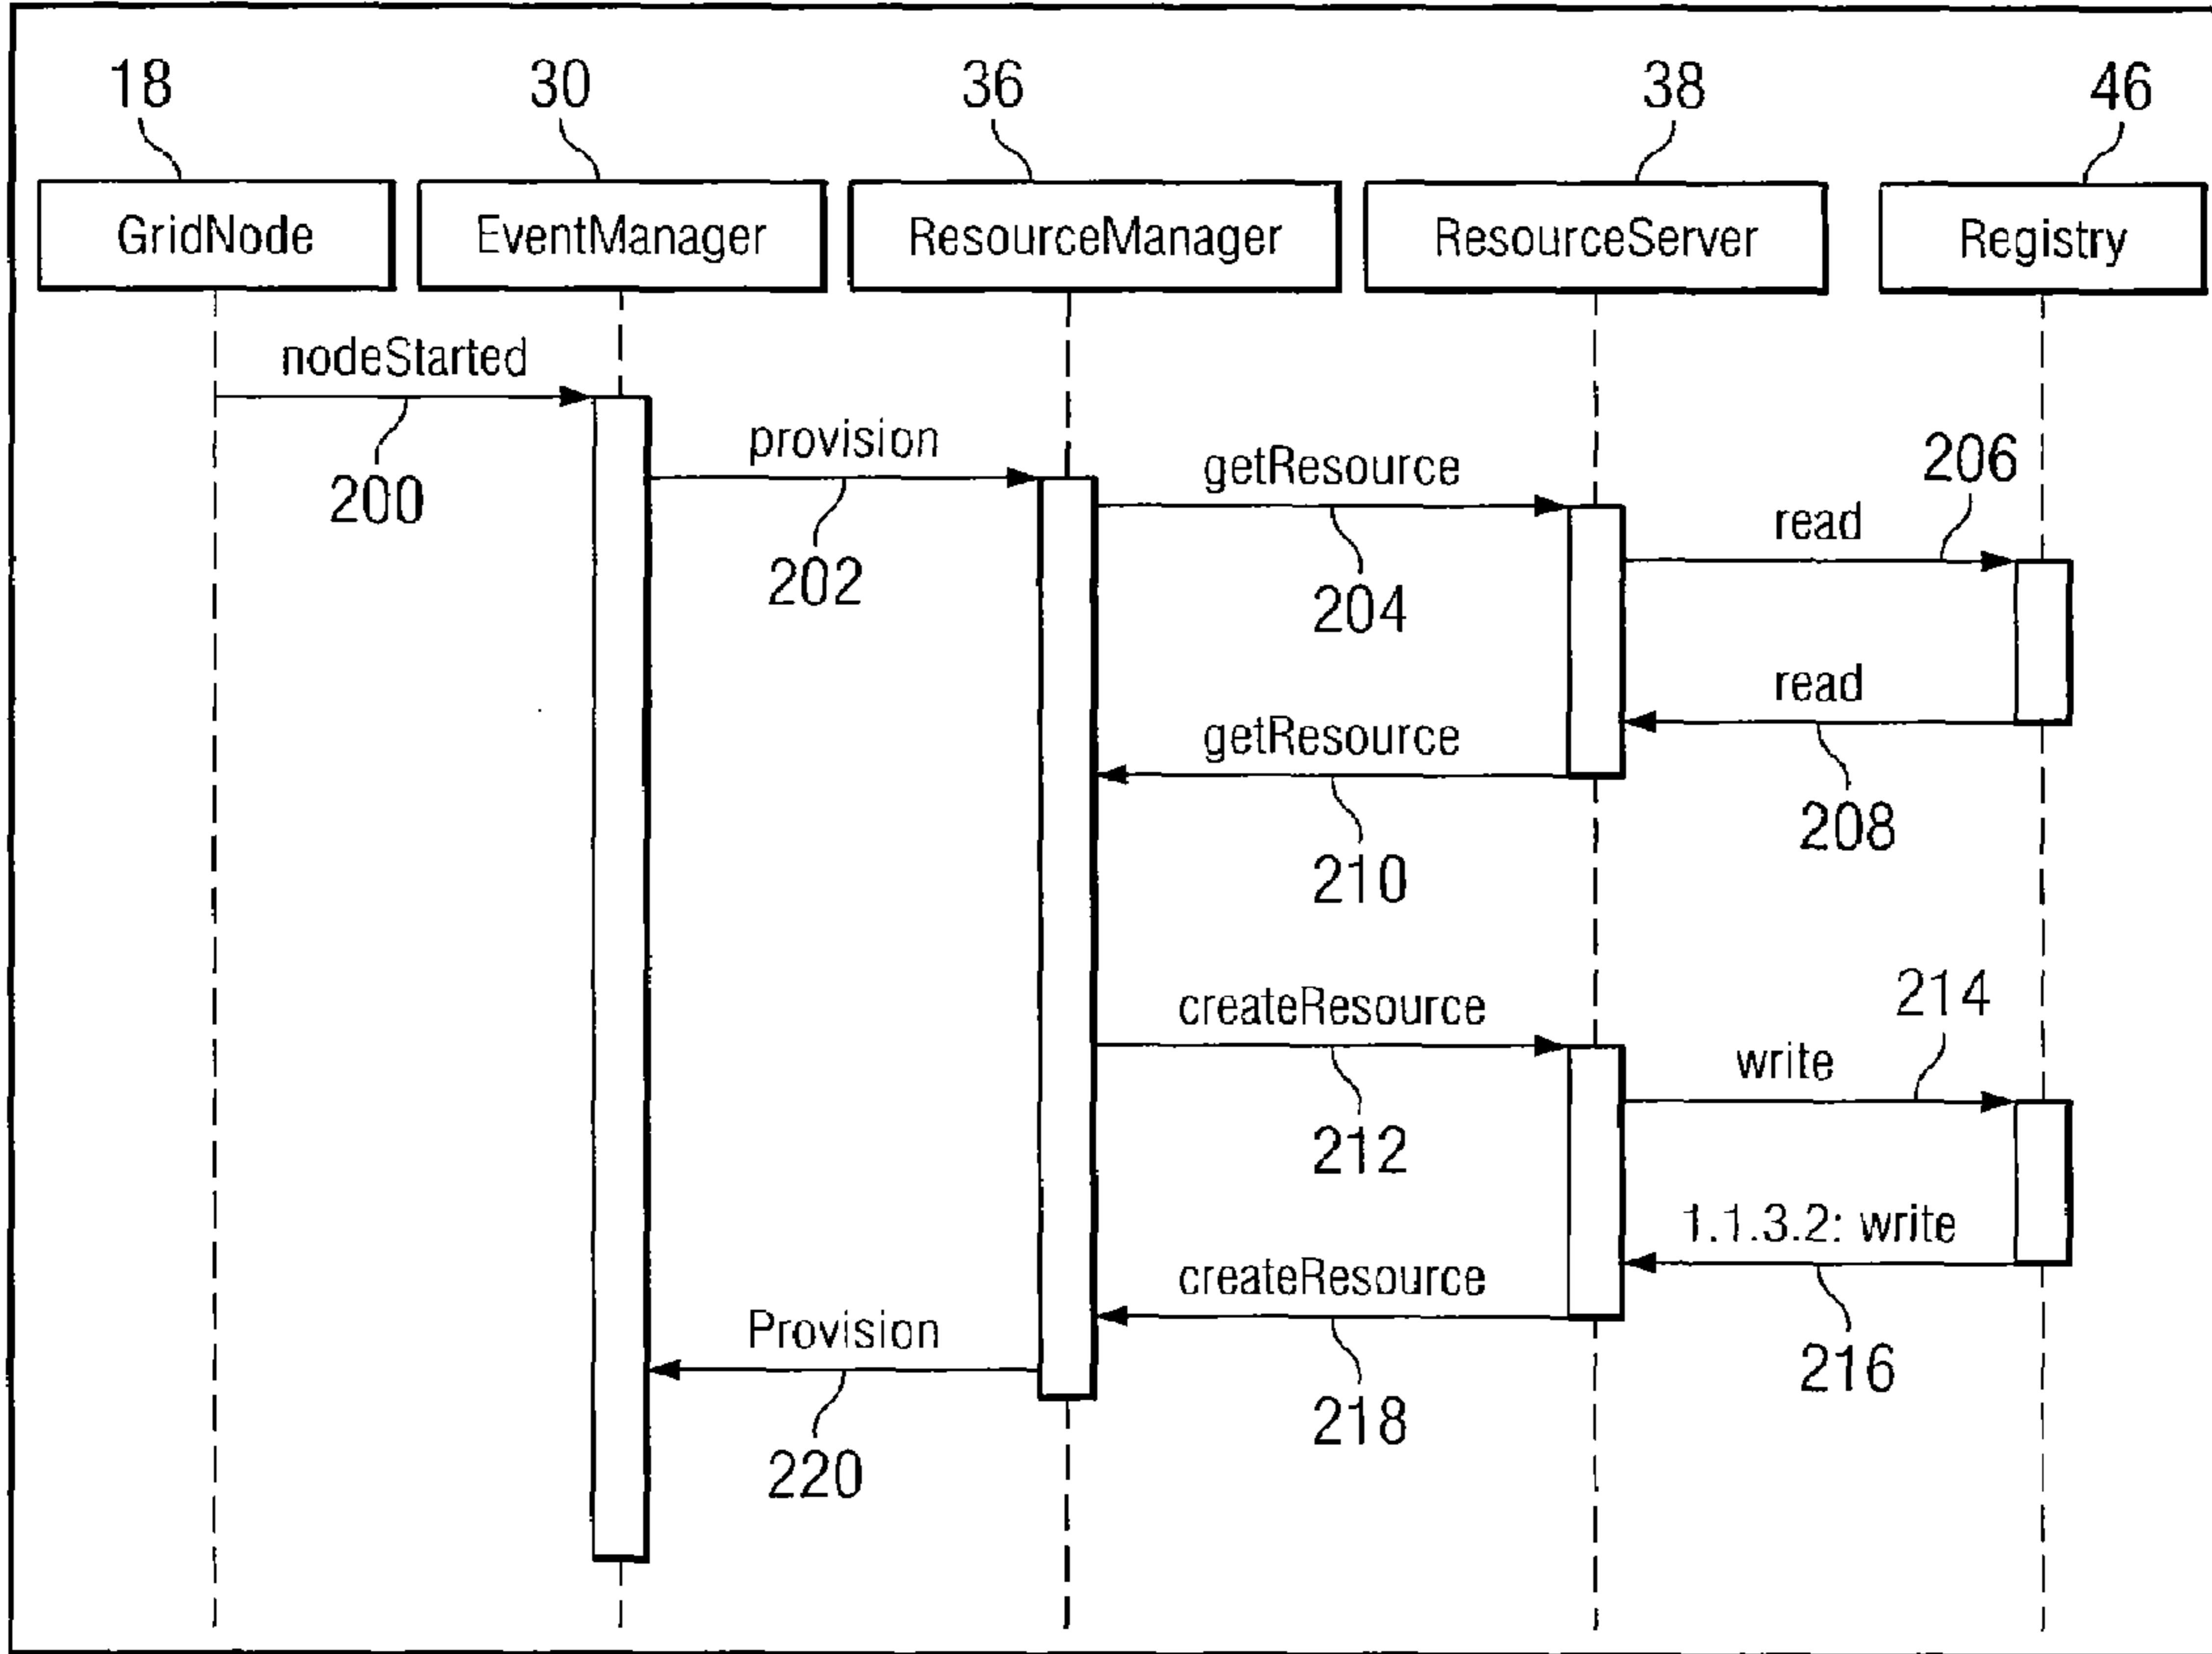 18 30 36 38 46
GridNode EventManager ResourceManager ResourceServer Registry
nodeStarted
200
provision
202
getResource
204
206
read
read
208
getResource
210
createResource
212
214
write
1.1.3.2: write
216
createResource
218
Provision
220